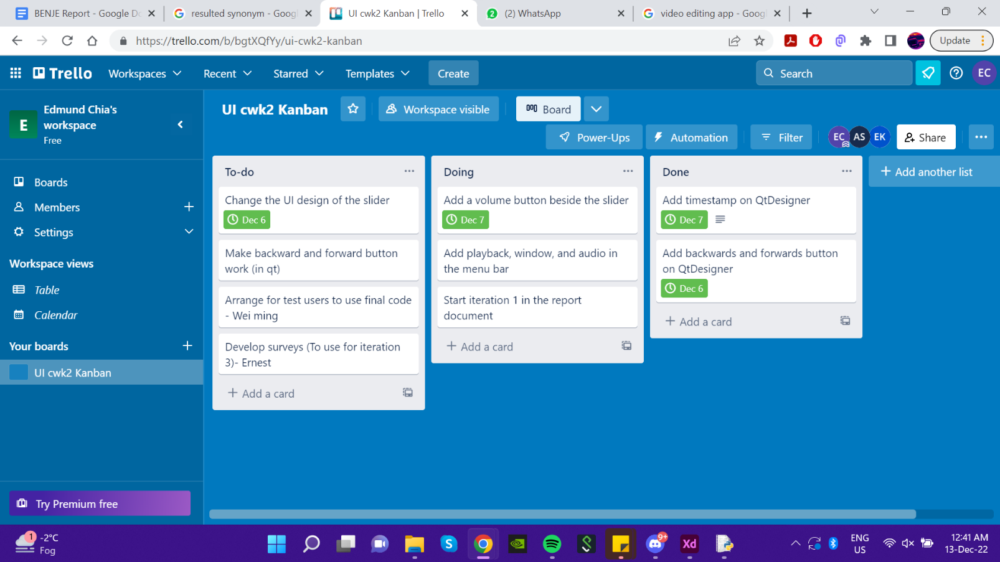 BENJE Report - Google Do
resulted synonym - Googl
UI cwk2 Kanban | Trello
(2) WhatsApp
video editing app - Googl
https://trello.com/b/bgtXQfYy/ui-cwk2-kanban
Update
Trello
Workspaces
Recent
Starred
Templates
Create
Search
EC
E
Edmund Chia's
workspace
Free
UI cwk2 Kanban
Workspace visible
Board
Power-Ups
Automation
Filter
EC
AS
EK
Share
Boards
Members
Settings
Workspace views
Table
Calendar
Your boards
UI cwk2 Kanban
Try Premium free
To-do
Change the UI design of the slider
Dec 6
Make backward and forward button
work (in qt)
Arrange for test users to use final code
- Wei ming
Develop surveys (To use for iteration
3)- Ernest
+ Add a card
Doing
Add a volume button beside the slider
Dec 7
Add playback, window, and audio in
the menu bar
Start iteration 1 in the report
document
+ Add a card
Done
Add timestamp on QtDesigner
Dec 7
Add backwards and forwards button
on QtDesigner
Dec 6
+ Add a card
+ Add another list
1
-2°C
Fog
9+
Xd
ENG
US
12:41 AM
13-Dec-22